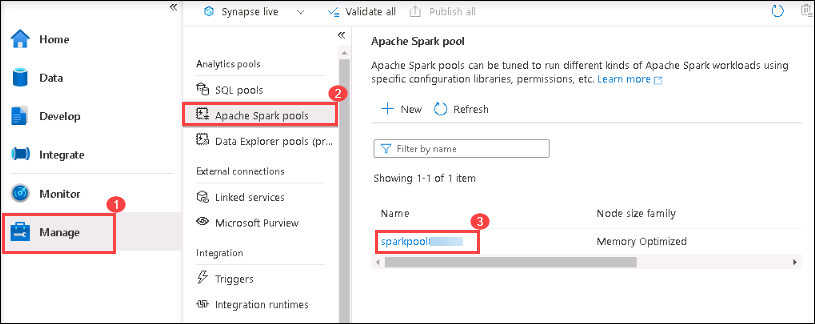 Synapse live
Validate all
Publish all
Home
Data
Develop
Integrate
Monitor
1
Manage
Analytics pools
SQL pools
2
Apache Spark pools
Data Explorer pools (pr...
External connections
Linked services
Microsoft Purview
Integration
Triggers
Integration runtimes
Apache Spark pool
Apache Spark pools can be tuned to run different kinds of Apache Spark workloads using
specific configuration libraries, permissions, etc. Learn more
New
Refresh
Filter by name
Showing 1-1 of 1 item
Name
Node size family
3
sparkpool
Memory Optimized